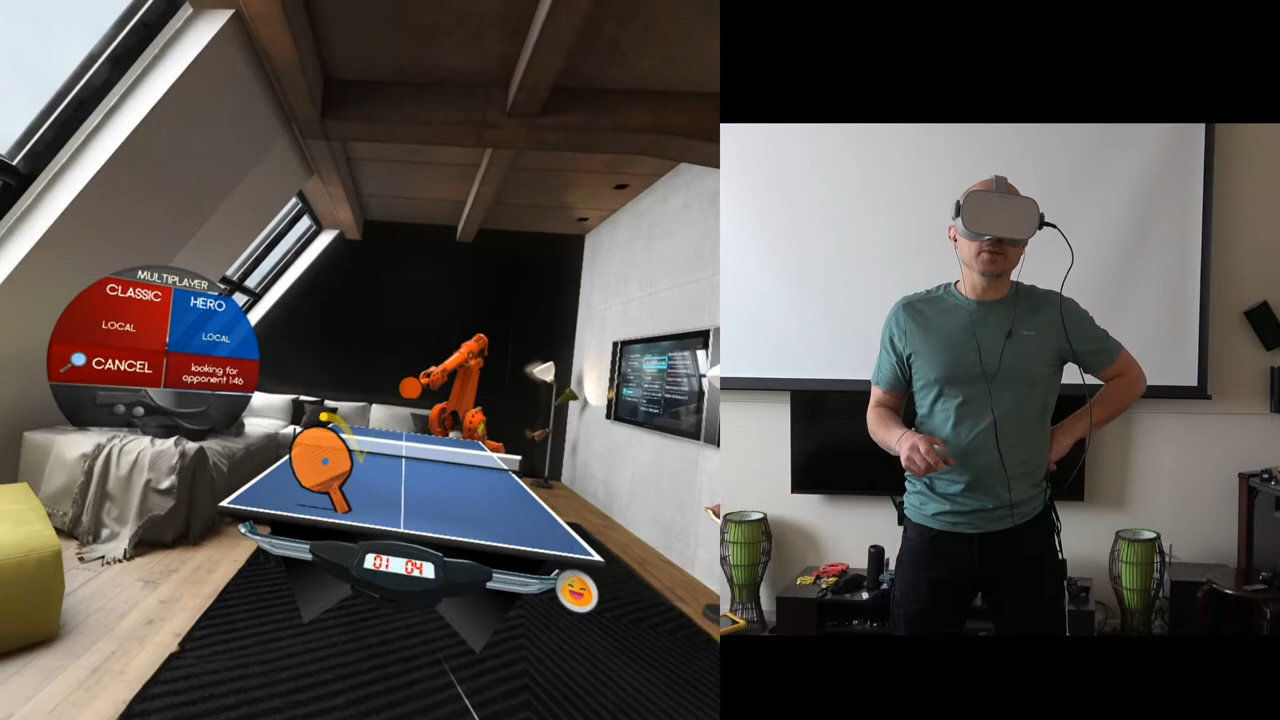 MULTIPLAYER
CLASSIC
HERO
LOCAL
LOCAL
CANCEL
looking for
opponent 1:46
01 04